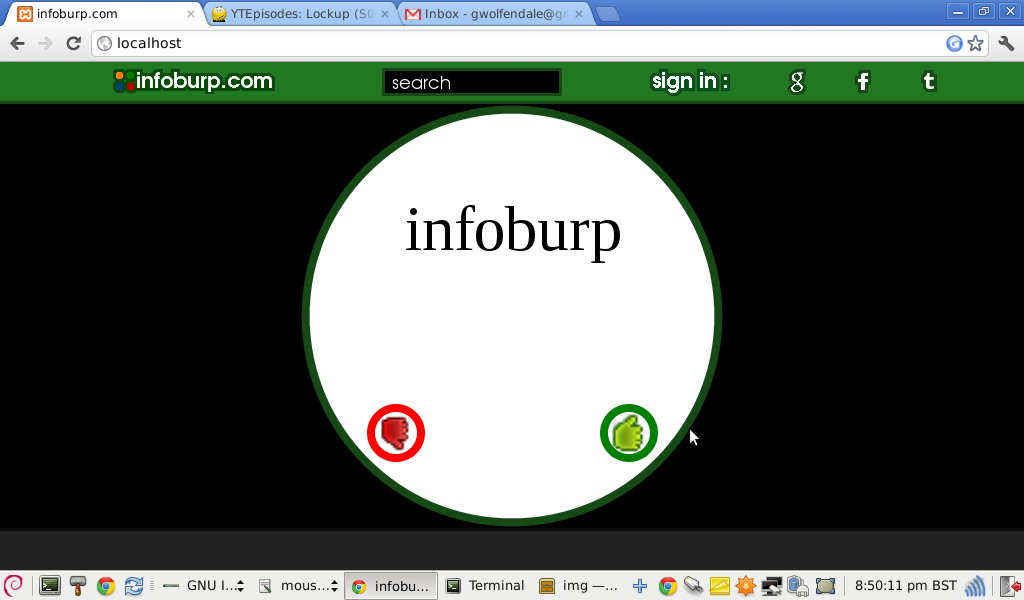 infoburp.com
YTEpisodes: Lockup (S0
Inbox - gwolfendale@gr
localhost
infoburp.com
search
sign in :
g
f
t
infoburp
GNU I...
mous...
infobu...
Terminal
img —...
8:50:11 pm BST